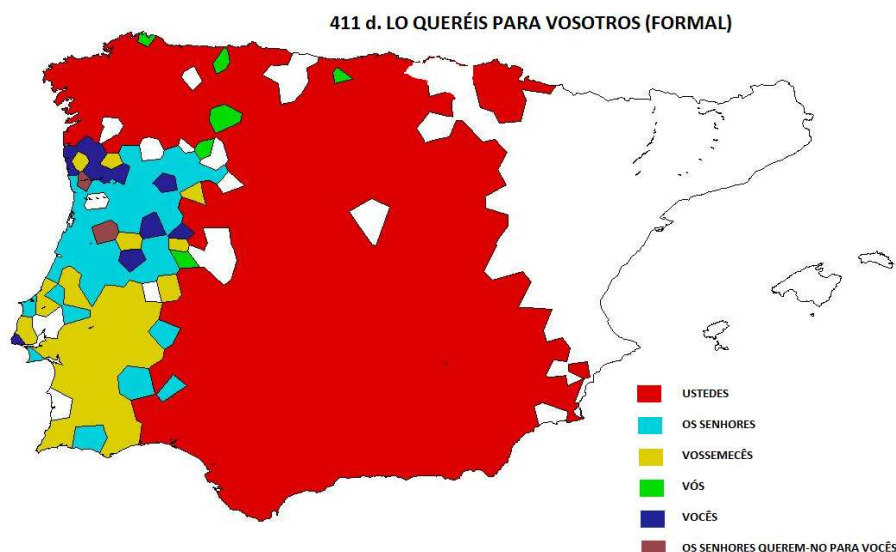 411 d. LO QUERÉIS PARA VOSOTROS (FORMAL)
USTEDES
OS SENHORES
VOSSEMECÊS
VÓS
VOCÊS
OS SENHORES QUEREM-NO PARA VOCÊS